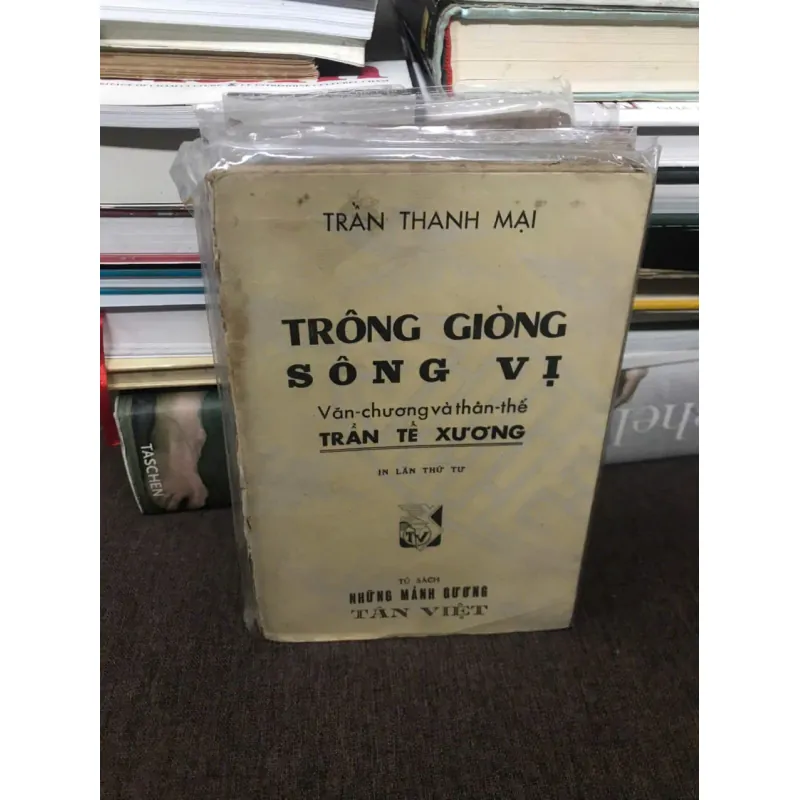 TRẦN THANH MẠI
TRÔNG GIÒNG
SÔNG VỊ
Văn-chương và thân-thế
TRẦN TẾ XƯƠNG
IN LẦN THỨ TƯ
TV
TỦ SÁCH
NHỮNG MẢNH GƯƠNG
TÂN VIỆT
TASCHEN